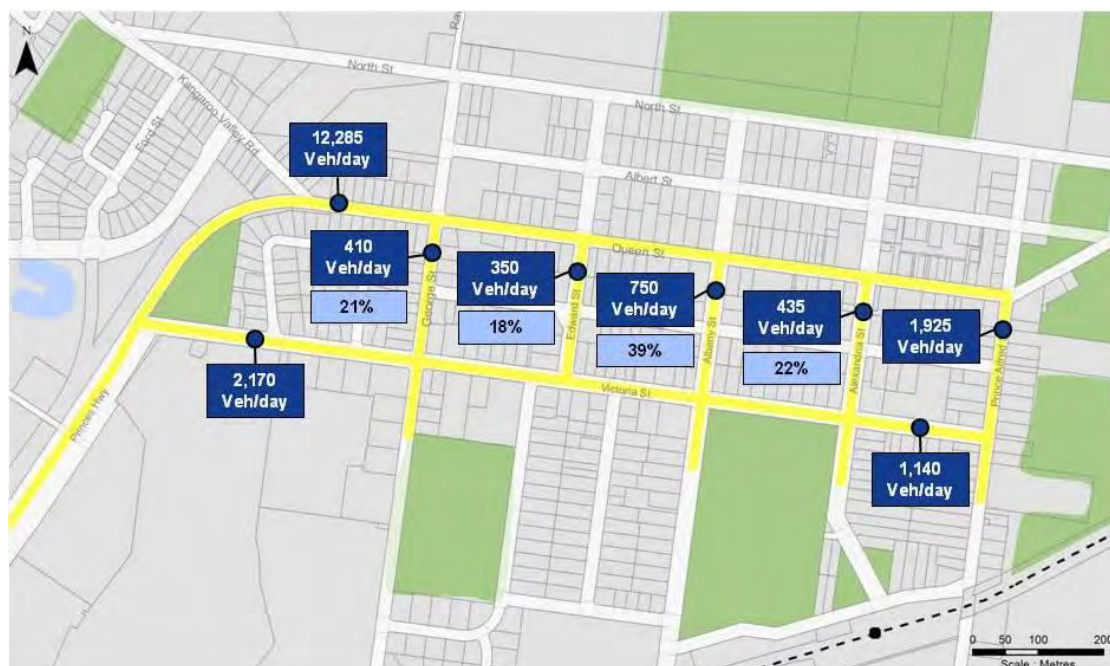 N
Ra
North St
North St
Kangaroo Valley Rd
Ford St
12,285
Veh/day
Albert St
410
Veh/day
21%
George St
Queen St
350
Veh/day
18%
Edward St
750
Veh/day
39%
Albany St
435
Veh/day
22%
Alexandria St
1,925
Veh/day
Prince Alfred
2,170
Veh/day
Princes Hwy
Victoria St
1,140
Veh/day
0 50 100 200
Scale : Metres